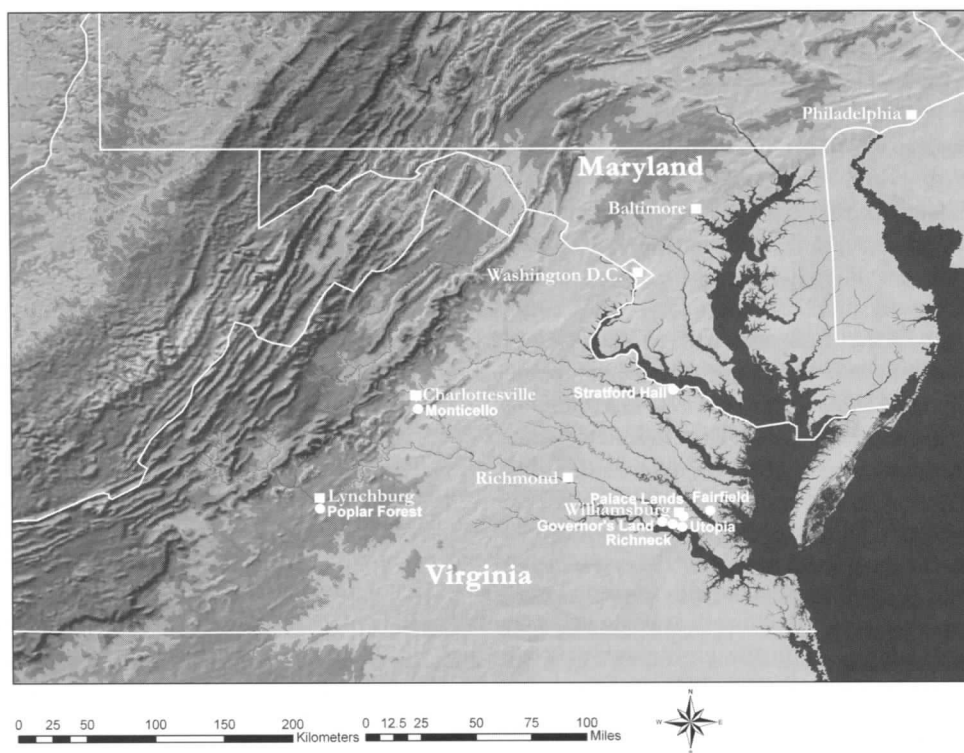 Philadelphia
Maryland
Baltimore
Washington D.C.
Stratford Hall
Charlottesville
Monticello
Richmond
Lynchburg
Poplar Forest
Palace Lands
Fairfield
Williamsburg
Governor's Land
Utopia
Richneck
Virginia
0 25 50 100 150 200 Kilometers
0 12.5 25 50 100 Miles
N
W E